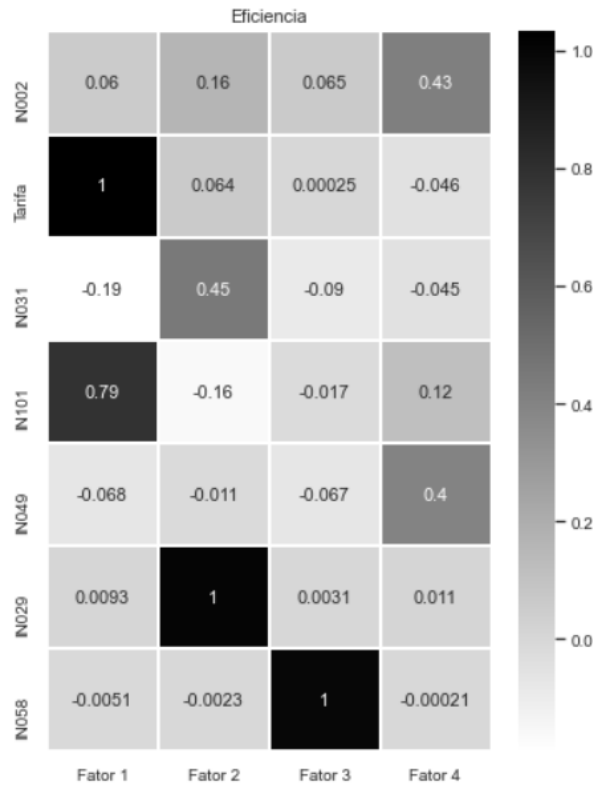 Eficiencia
IN002 0.06 0.16 0.065 0.43
Tarifa 1 0.064 0.00025 -0.046
IN031 -0.19 0.45 -0.09 -0.045
IN101 0.79 -0.16 -0.017 0.12
IN049 -0.068 -0.011 -0.067 0.4
IN029 0.0093 1 0.0031 0.011
IN058 -0.0051 -0.0023 1 -0.00021
Fator 1 Fator 2 Fator 3 Fator 4
1.0
0.8
0.6
0.4
0.2
0.0